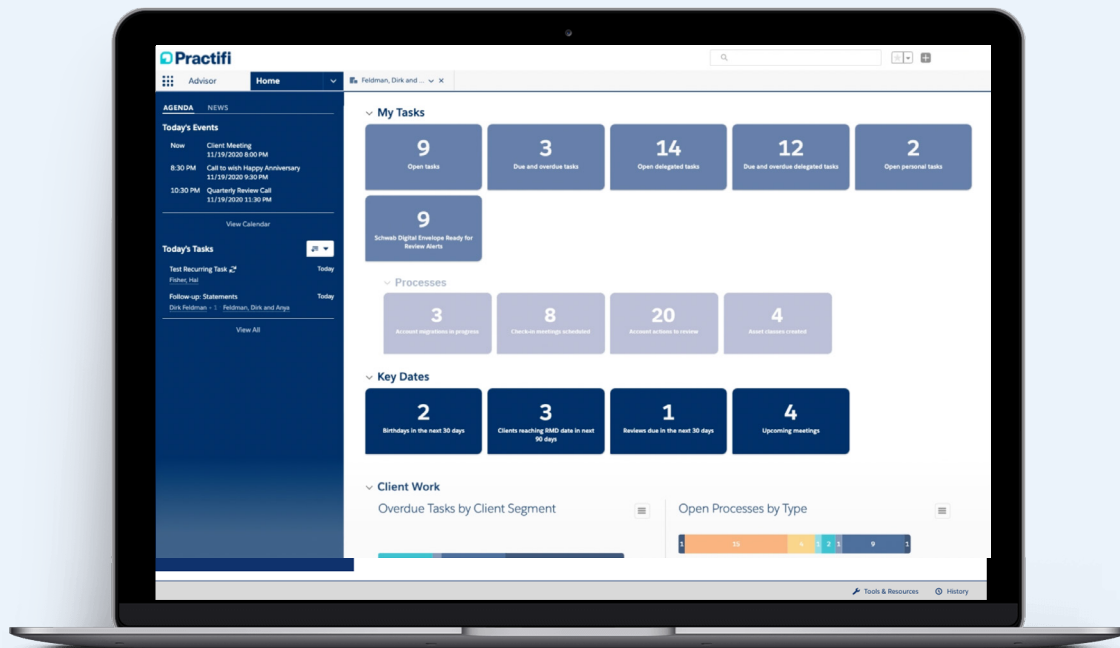 Practifi
Advisor
Home
Feldman, Dirk and ...
AGENDA NEWS
Today's Events
Now Client Meeting
11/19/2020 8:00 PM
8:30 PM Call to wish Happy Anniversary
11/19/2020 9:30 PM
10:30 PM Quarterly Review Call
11/19/2020 11:30 PM
View Calendar
Today's Tasks
Test Recurring Task Today
Fisher, Hal
Follow-up: Statements Today
Dirk Feldman + 1 Feldman, Dirk and Anya
View All
My Tasks
9
Open tasks
3
Due and overdue tasks
14
Open delegated tasks
12
Due and overdue delegated tasks
2
Open personal tasks
9
Schwab Digital Envelope Ready for
Review Alerts
Processes
3
Account migrations in progress
8
Check-in meetings scheduled
20
Account actions to review
4
Asset classes created
Key Dates
2
Birthdays in the next 30 days
3
Clients reaching RMD date in next
90 days
1
Reviews due in the next 30 days
4
Upcoming meetings
Client Work
Overdue Tasks by Client Segment
Open Processes by Type
1 15 4 1 2 1 9 1
Tools & Resources
History